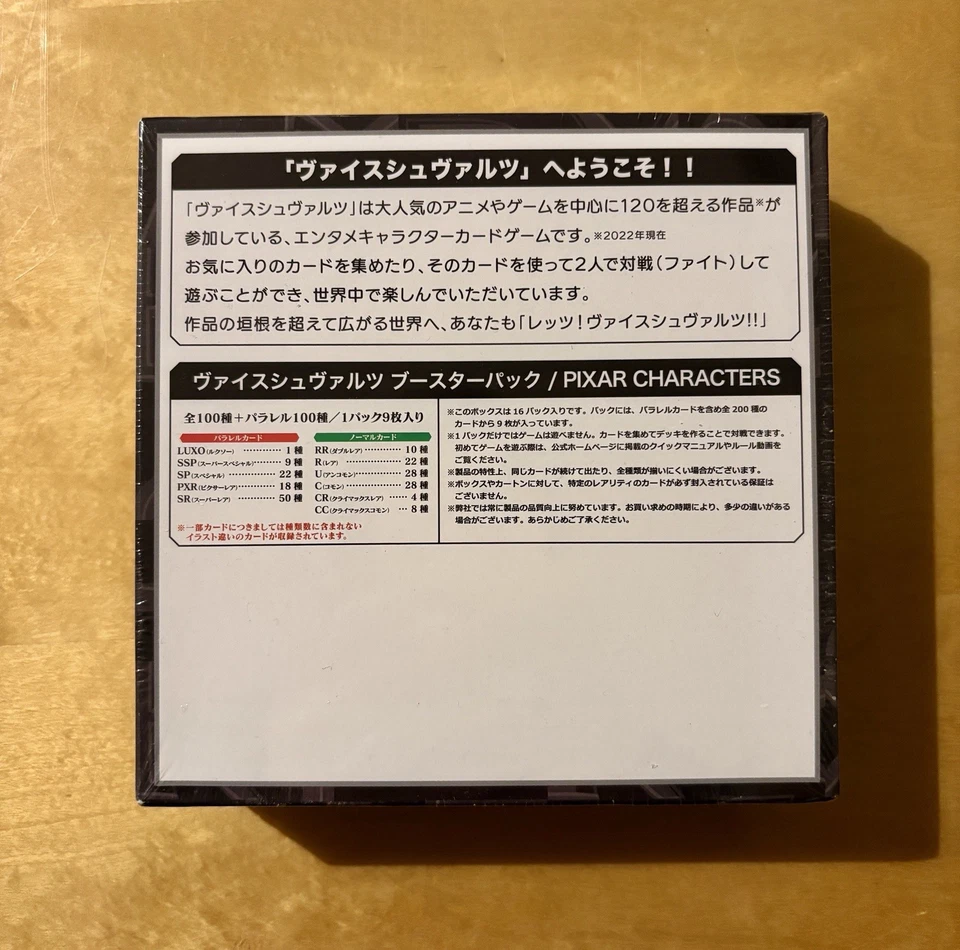 「ヴァイスシュヴァルツ」へようこそ！！
「ヴァイスシュヴァルツ」は大人気のアニメやゲームを中心に120を超える作品※が
参加している、エンタメキャラクターカードゲームです。※2022年現在
お気に入りのカードを集めたり、そのカードを使って2人で対戦（ファイト）して
遊ぶことができ、世界中で楽しんでいただいています。
作品の垣根を超えて広がる世界へ、あなたも「レッツ！ヴァイスシュヴァルツ!!」
ヴァイスシュヴァルツ ブースターパック / PIXAR CHARACTERS
全100種＋パラレル100種／1パック9枚入り
パラレルカード
LUXO(ルクソー) ………… 1 種
SSP(スーパースペシャル) ……… 9 種
SP(スペシャル) ………… 22 種
PXR(ピクサーレア) ………… 18 種
SR(スーパーレア) ………… 50 種
ノーマルカード
RR(ダブルレア) ………… 10 種
R(レア) ………… 22 種
U(アンコモン) ………… 28 種
C(コモン) ………… 28 種
CR(クライマックスレア) …… 4 種
CC(クライマックスコモン) … 8 種
※一部カードにつきましては種類数に含まれない
イラスト違いのカードが収録されています。
※このボックスは 16 パック入りです。パックには、パラレルカードを含め全 200 種の
カードから 9 枚が入っています。
※1 パックだけではゲームは遊べません。カードを集めてデッキを作ることで対戦できます。
初めてゲームを遊ぶ際は、公式ホームページに掲載のクイックマニュアルやルール動画を
ご覧ください。
※製品の特性上、同じカードが続けて出たり、全種類が揃いにくい場合がございます。
※ボックスやカートンに対して、特定のレアリティのカードが必ず封入されている保証は
ございません。
※弊社では常に製品の品質向上に努めています。お買い求めの時期により、多少の違いがある
場合がございます。あらかじめご了承ください。